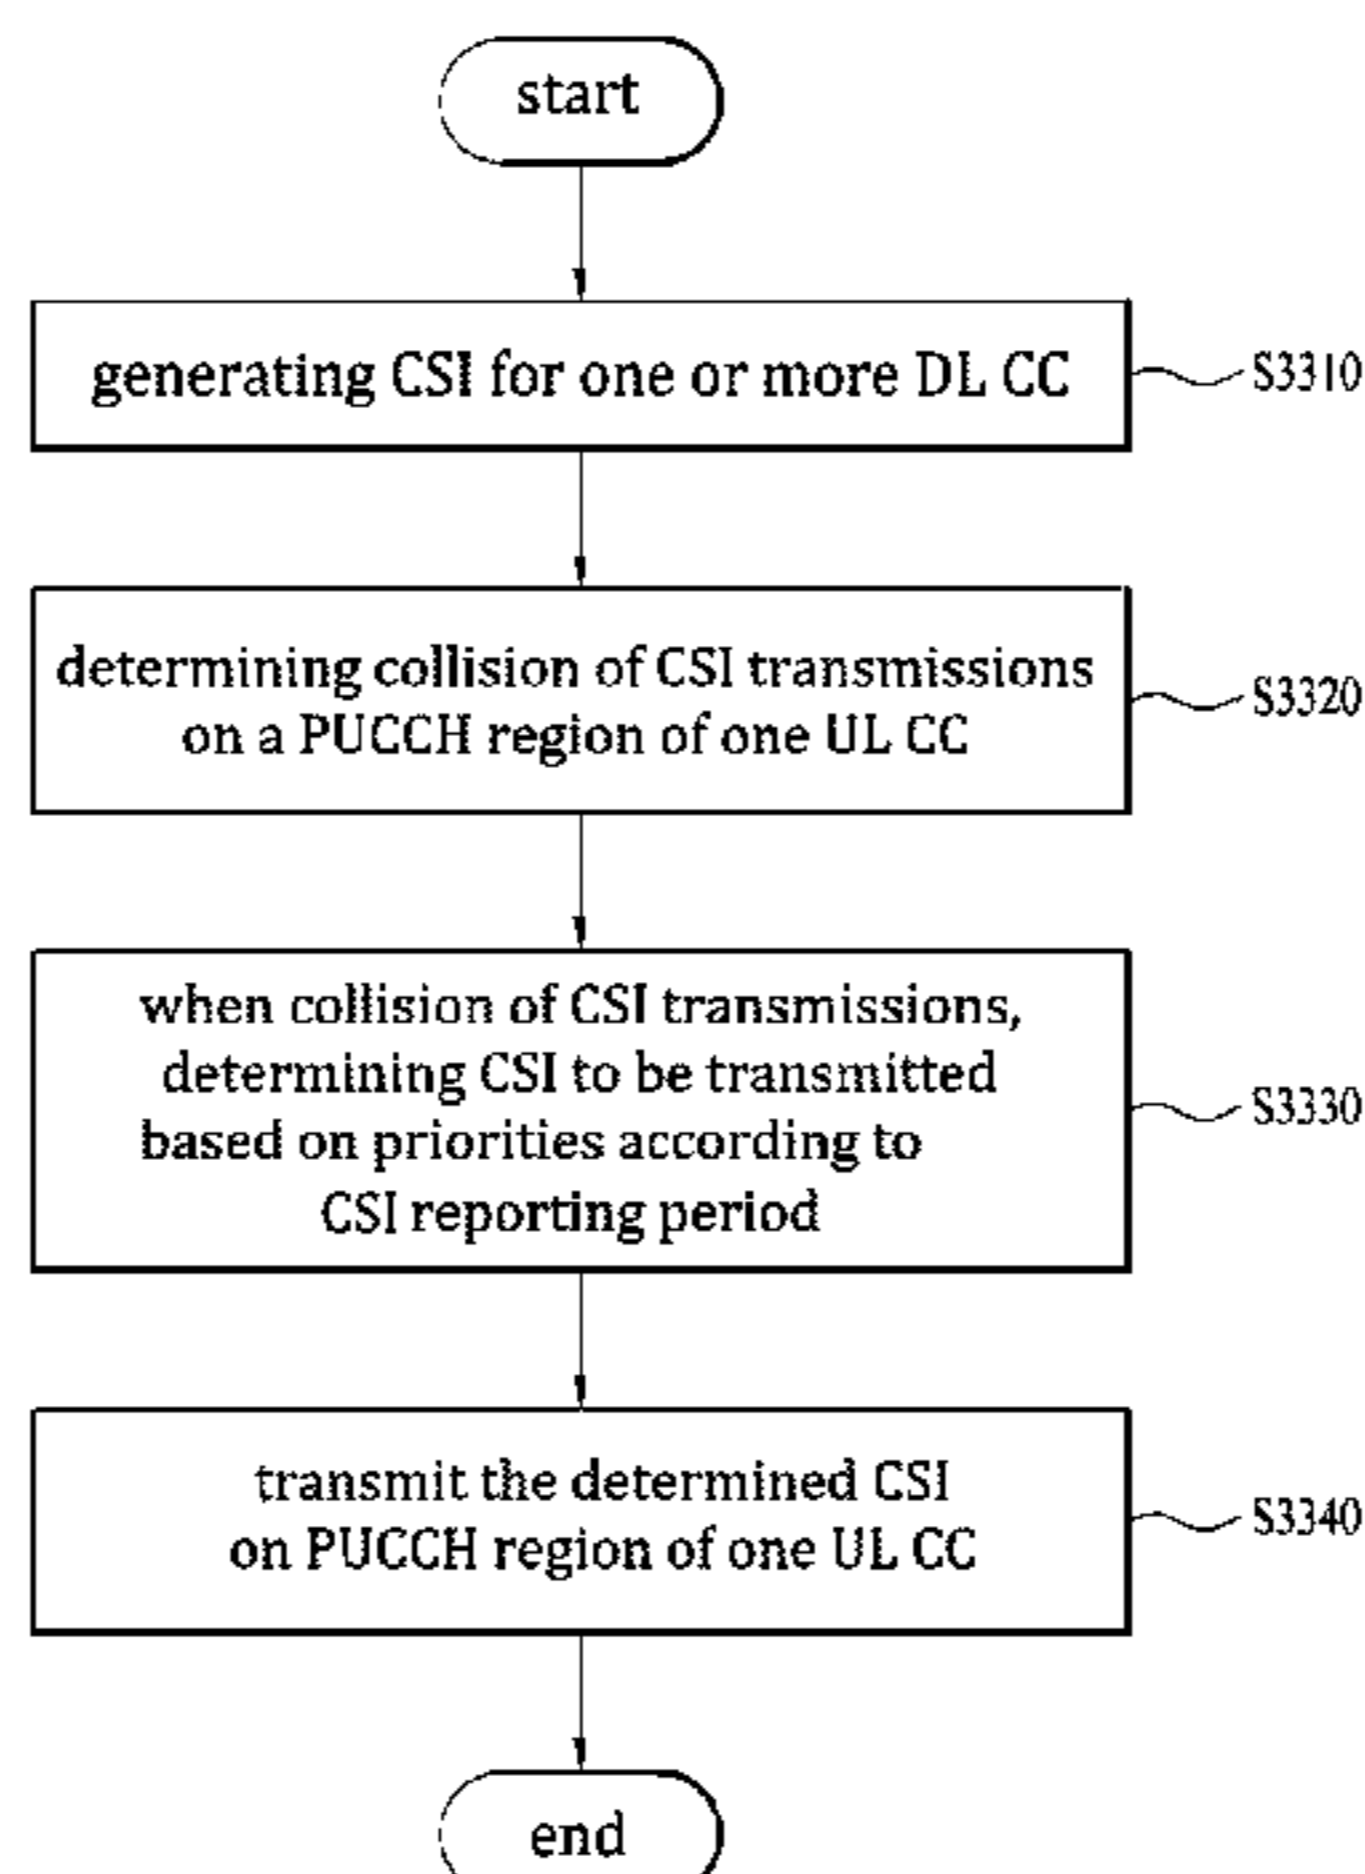 start
generating CSI for one or more DL CC
S3310
determining collision of CSI transmissions
on a PUCCH region of one UL CC
S3320
when collision of CSI transmissions,
determining CSI to be transmitted
based on priorities according to
CSI reporting period
S3330
transmit the determined CSI
on PUCCH region of one UL CC
S3340
end